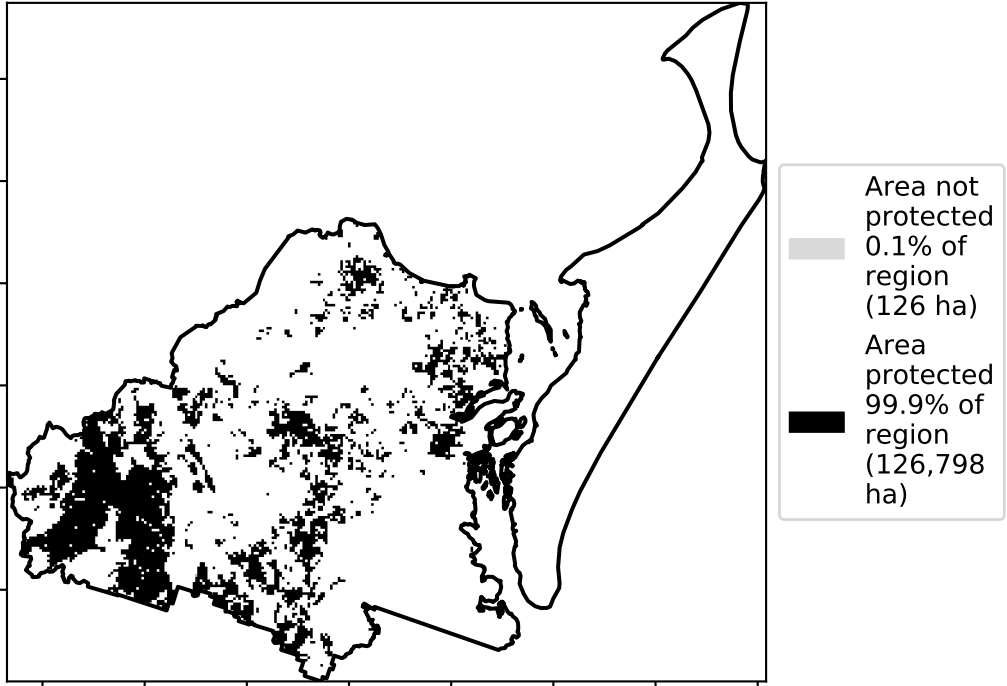 Area not
protected
0.1% of
region
(126 ha)
Area
protected
99.9% of
region
(126,798
ha)